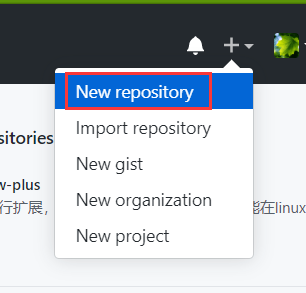 New repository
Import repository
sitories
New gist
w-plus
New organization
行扩展，
能在linux
New project